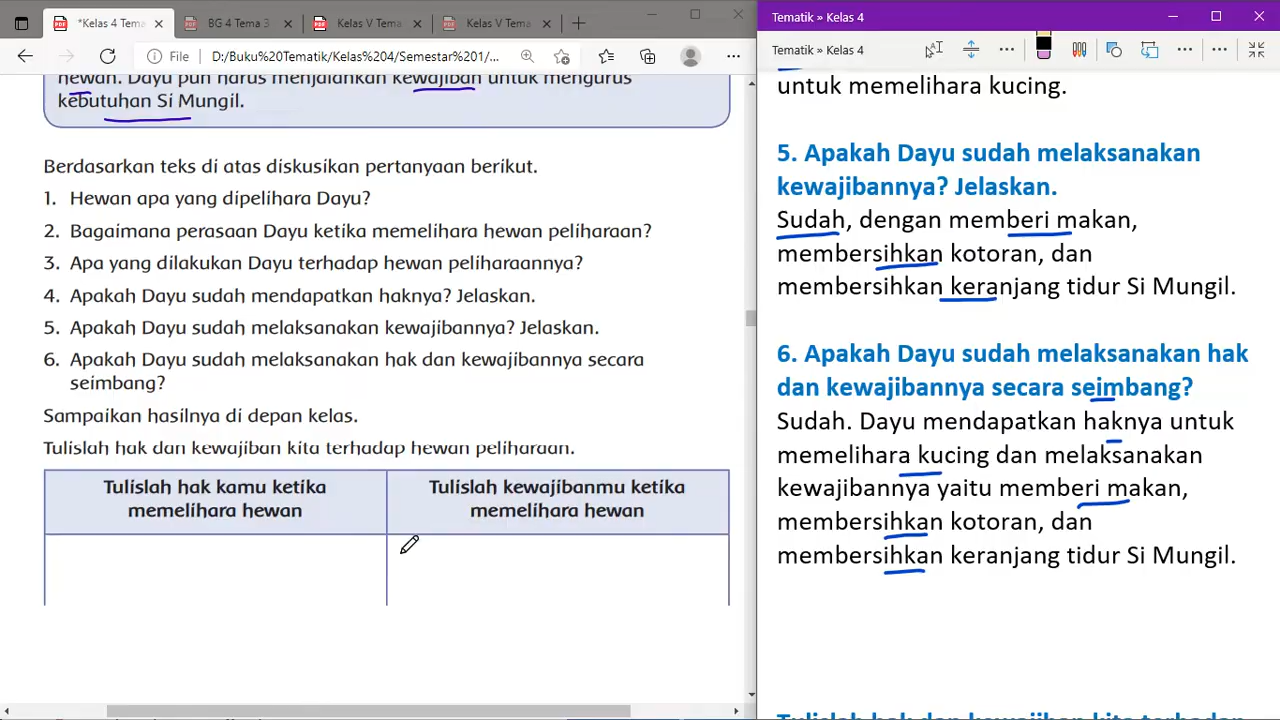 *Kelas 4 Tema
BG 4 Tema 3
Kelas V Tema
Kelas V Tema
File
D:/Buku%20Tematik/Kelas%204/Semestar%201/...
hewan. Dayu pun harus menjalankan kewajiban untuk mengurus
kebutuhan Si Mungil.
Berdasarkan teks di atas diskusikan pertanyaan berikut.
1. Hewan apa yang dipelihara Dayu?
2. Bagaimana perasaan Dayu ketika memelihara hewan peliharaan?
3. Apa yang dilakukan Dayu terhadap hewan peliharaannya?
4. Apakah Dayu sudah mendapatkan haknya? Jelaskan.
5. Apakah Dayu sudah melaksanakan kewajibannya? Jelaskan.
6. Apakah Dayu sudah melaksanakan hak dan kewajibannya secara
seimbang?
Sampaikan hasilnya di depan kelas.
Tulislah hak dan kewajiban kita terhadap hewan peliharaan.
Tulislah hak kamu ketika
memelihara hewan
Tulislah kewajibanmu ketika
memelihara hewan
Tematik » Kelas 4
Tematik » Kelas 4
untuk memelihara kucing.
5. Apakah Dayu sudah melaksanakan
kewajibannya? Jelaskan.
Sudah, dengan memberi makan,
membersihkan kotoran, dan
membersihkan keranjang tidur Si Mungil.
6. Apakah Dayu sudah melaksanakan hak
dan kewajibannya secara seimbang?
Sudah. Dayu mendapatkan haknya untuk
memelihara kucing dan melaksanakan
kewajibannya yaitu memberi makan,
membersihkan kotoran, dan
membersihkan keranjang tidur Si Mungil.
Tulislah hak dan kewajiban kita terhadap